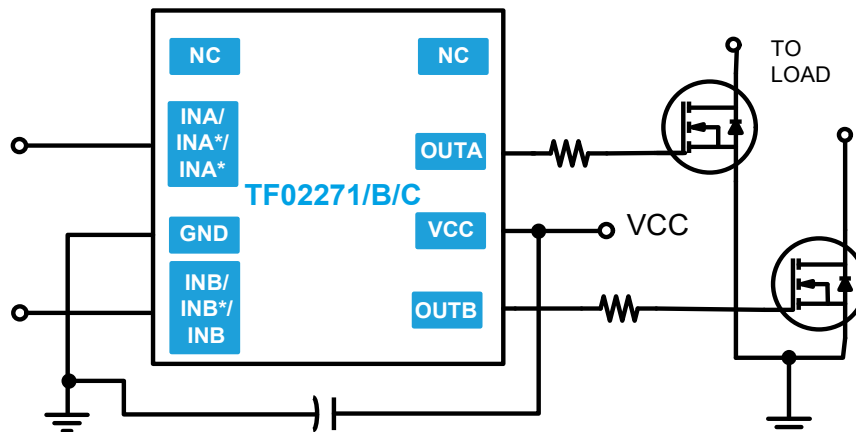 NC
NC
TO
LOAD
INA/
INA*/
INA*
OUTA
TF02271/B/C
GND
VCC
VCC
INB/
INB*/
INB
OUTB